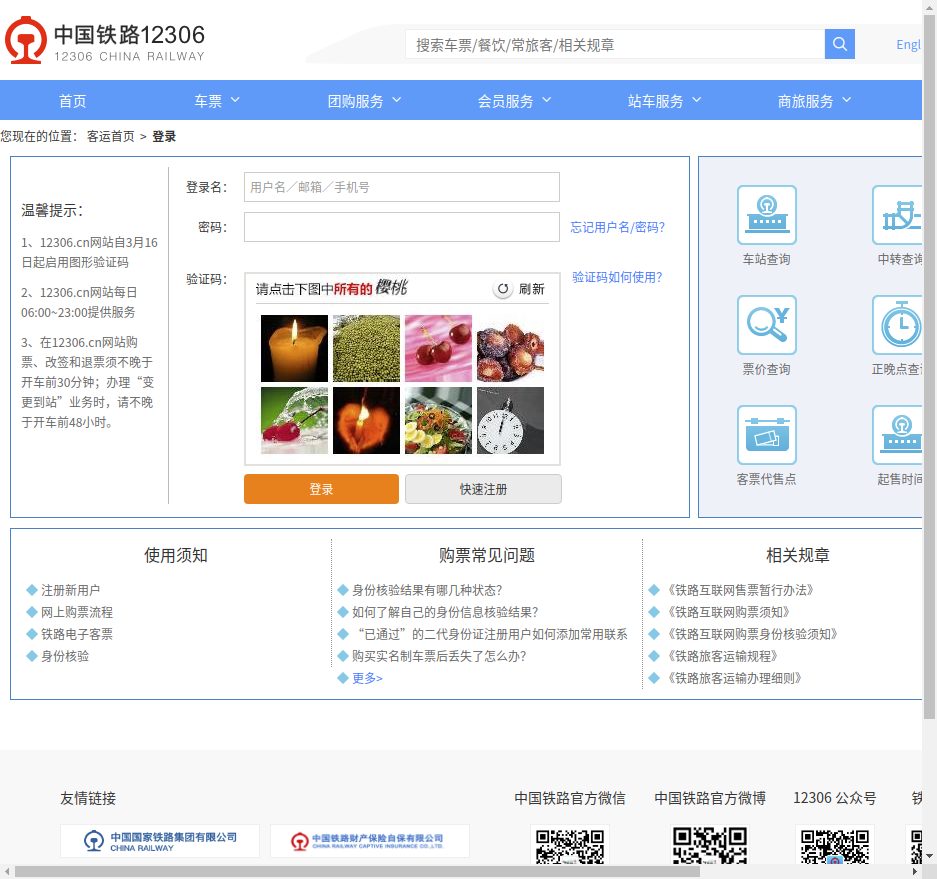 中国铁路12306
12306 CHINA RAILWAY
搜索车票/餐饮/常旅客/相关规章
Engl
首页 车票 团购服务 会员服务 站车服务 商旅服务
您现在的位置： 客运首页 > 登录
温馨提示：
1、12306.cn网站自3月16
日起启用图形验证码
2、12306.cn网站每日
06:00~23:00提供服务
3、在12306.cn网站购
票、改签和退票须不晚于
开车前30分钟；办理“变
更到站”业务时，请不晚
于开车前48小时。
登录名： 用户名／邮箱／手机号
密码： 忘记用户名/密码？
验证码： 验证码如何使用？
请点击下图中所有的 樱桃 刷新
登录 快速注册
车站查询 中转查询
票价查询 正晚点查
客票代售点 起售时间
使用须知
注册新用户
网上购票流程
铁路电子客票
身份核验
购票常见问题
身份核验结果有哪几种状态？
如何了解自己的身份信息核验结果？
“已通过”的二代身份证注册用户如何添加常用联系
购买实名制车票后丢失了怎么办？
更多>
相关规章
《铁路互联网售票暂行办法》
《铁路互联网购票须知》
《铁路互联网购票身份核验须知》
《铁路旅客运输规程》
《铁路旅客运输办理细则》
友情链接
中国铁路官方微信 中国铁路官方微博 12306 公众号 铁
中国国家铁路集团有限公司
CHINA RAILWAY
中国铁路财产保险自保有限公司
CHINA RAILWAY CAPTIVE INSURANCE CO.,LTD.